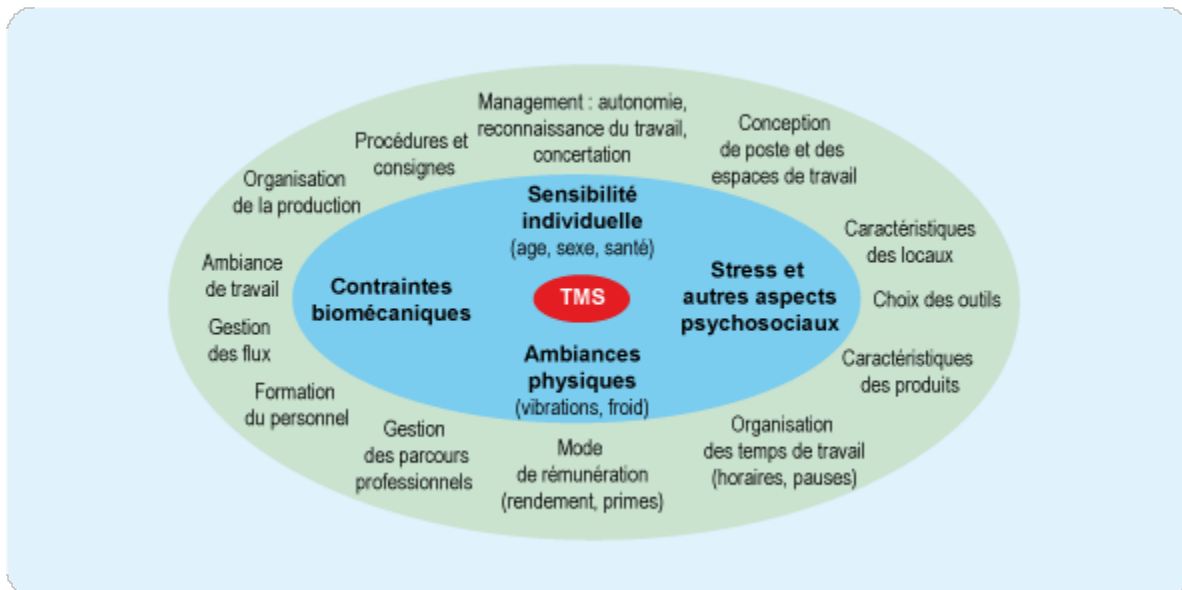 Management : autonomie,
reconnaissance du travail,
concertation
Procédures et
consignes
Conception
de poste et des
espaces de travail
Organisation
de la production
Sensibilité
individuelle
(age, sexe, santé)
Caractéristiques
des locaux
Ambiance
de travail
Contraintes
biomécaniques
TMS
Stress et
autres aspects
psychosociaux
Choix des outils
Gestion
des flux
Ambiances
physiques
(vibrations, froid)
Caractéristiques
des produits
Formation
du personnel
Gestion
des parcours
professionnels
Mode
de rémunération
(rendement, primes)
Organisation
des temps de travail
(horaires, pauses)